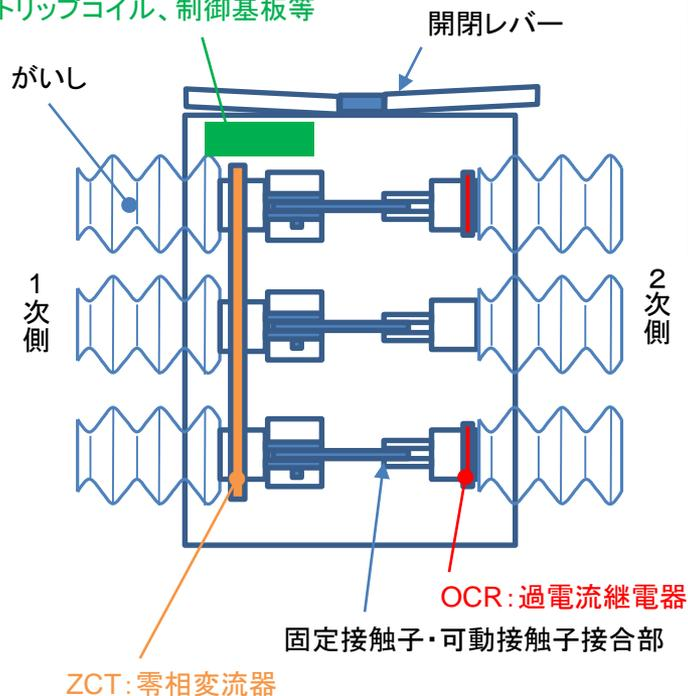 トリップコイル、制御基板等
開閉レバー
がいし
1次側
2次側
OCR:過電流継電器
固定接触子・可動接触子接合部
ZCT:零相変流器